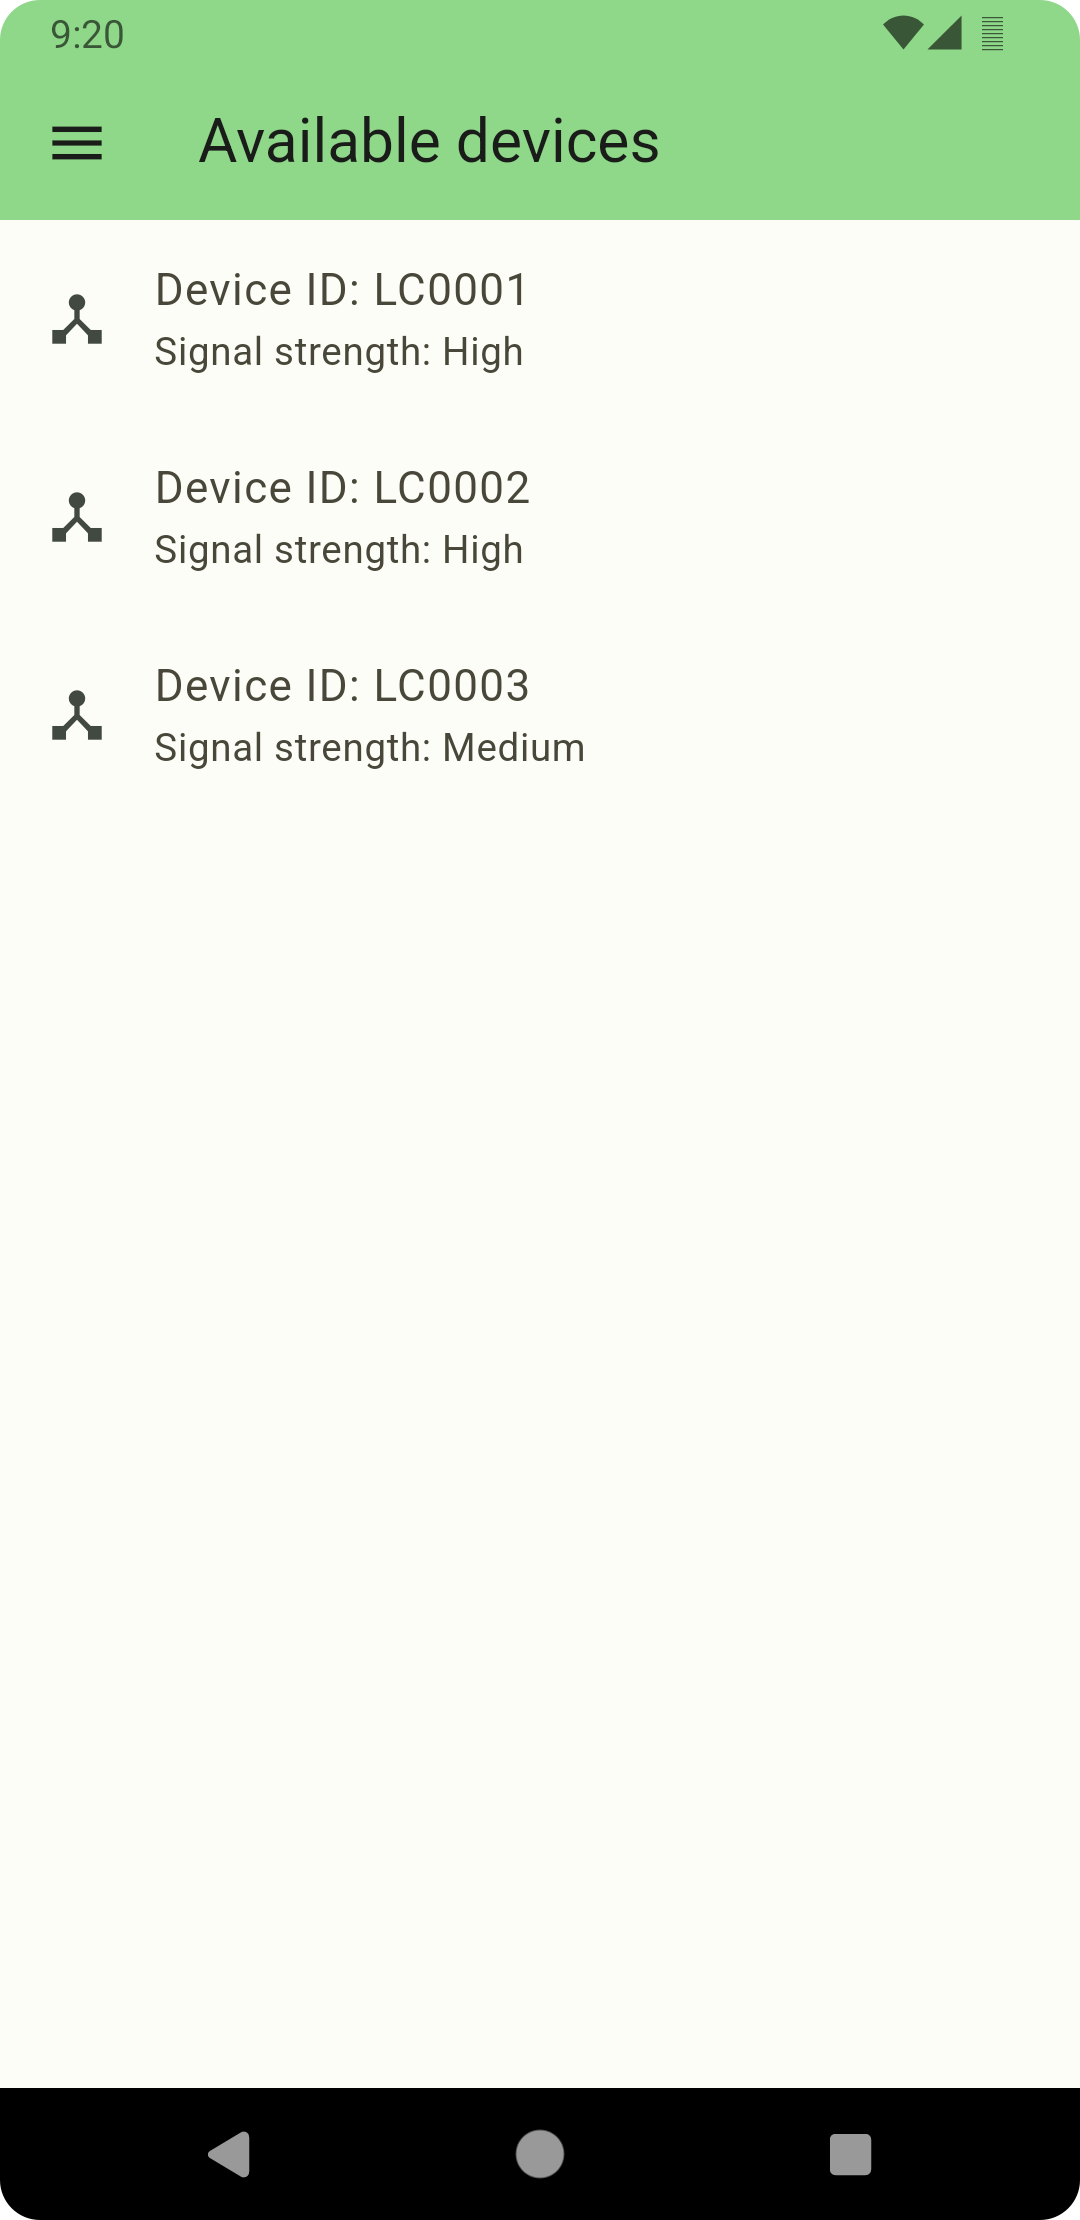 9:20
Available devices
Device ID: LC0001
Signal strength: High
Device ID: LC0002
Signal strength: High
Device ID: LC0003
Signal strength: Medium